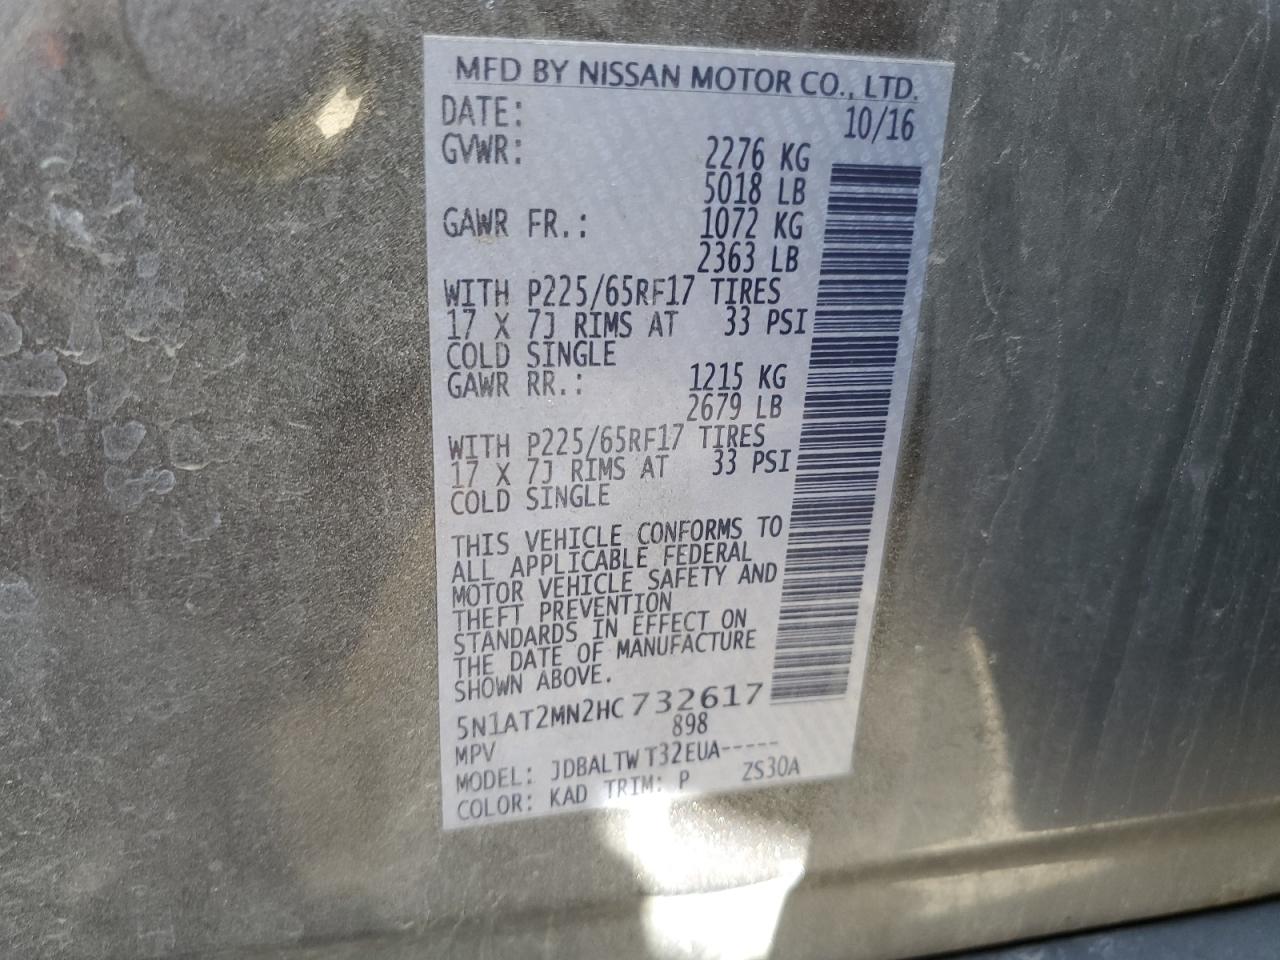 MFD BY NISSAN MOTOR CO., LTD.
DATE: 10/16
GVWR: 2276 KG
5018 LB
GAWR FR.: 1072 KG
2363 LB
WITH P225/65RF17 TIRES
17 X 7J RIMS AT 33 PSI
COLD SINGLE
GAWR RR.: 1215 KG
2679 LB
WITH P225/65RF17 TIRES
17 X 7J RIMS AT 33 PSI
COLD SINGLE
THIS VEHICLE CONFORMS TO
ALL APPLICABLE FEDERAL
MOTOR VEHICLE SAFETY AND
THEFT PREVENTION
STANDARDS IN EFFECT ON
THE DATE OF MANUFACTURE
SHOWN ABOVE.
5N1AT2MN2HC732617
MPV 898
MODEL: JDBALTW T32EUA-----
COLOR: KAD TRIM: P ZS30A